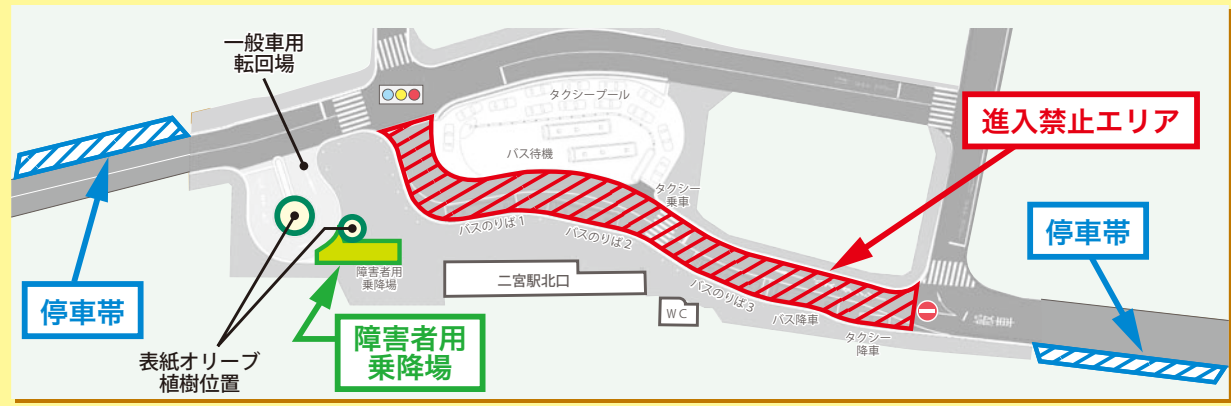 一般車用
転回場
タクシープール
進入禁止エリア
バス待機
タクシー
乗車
バスのりば1
バスのりば2
停車帯
障害者用
乗降場
二宮駅北口
バスのりば3
停車帯
WC
バス降車
一般車
タクシー
降車
障害者用
乗降場
表紙オリーブ
植樹位置